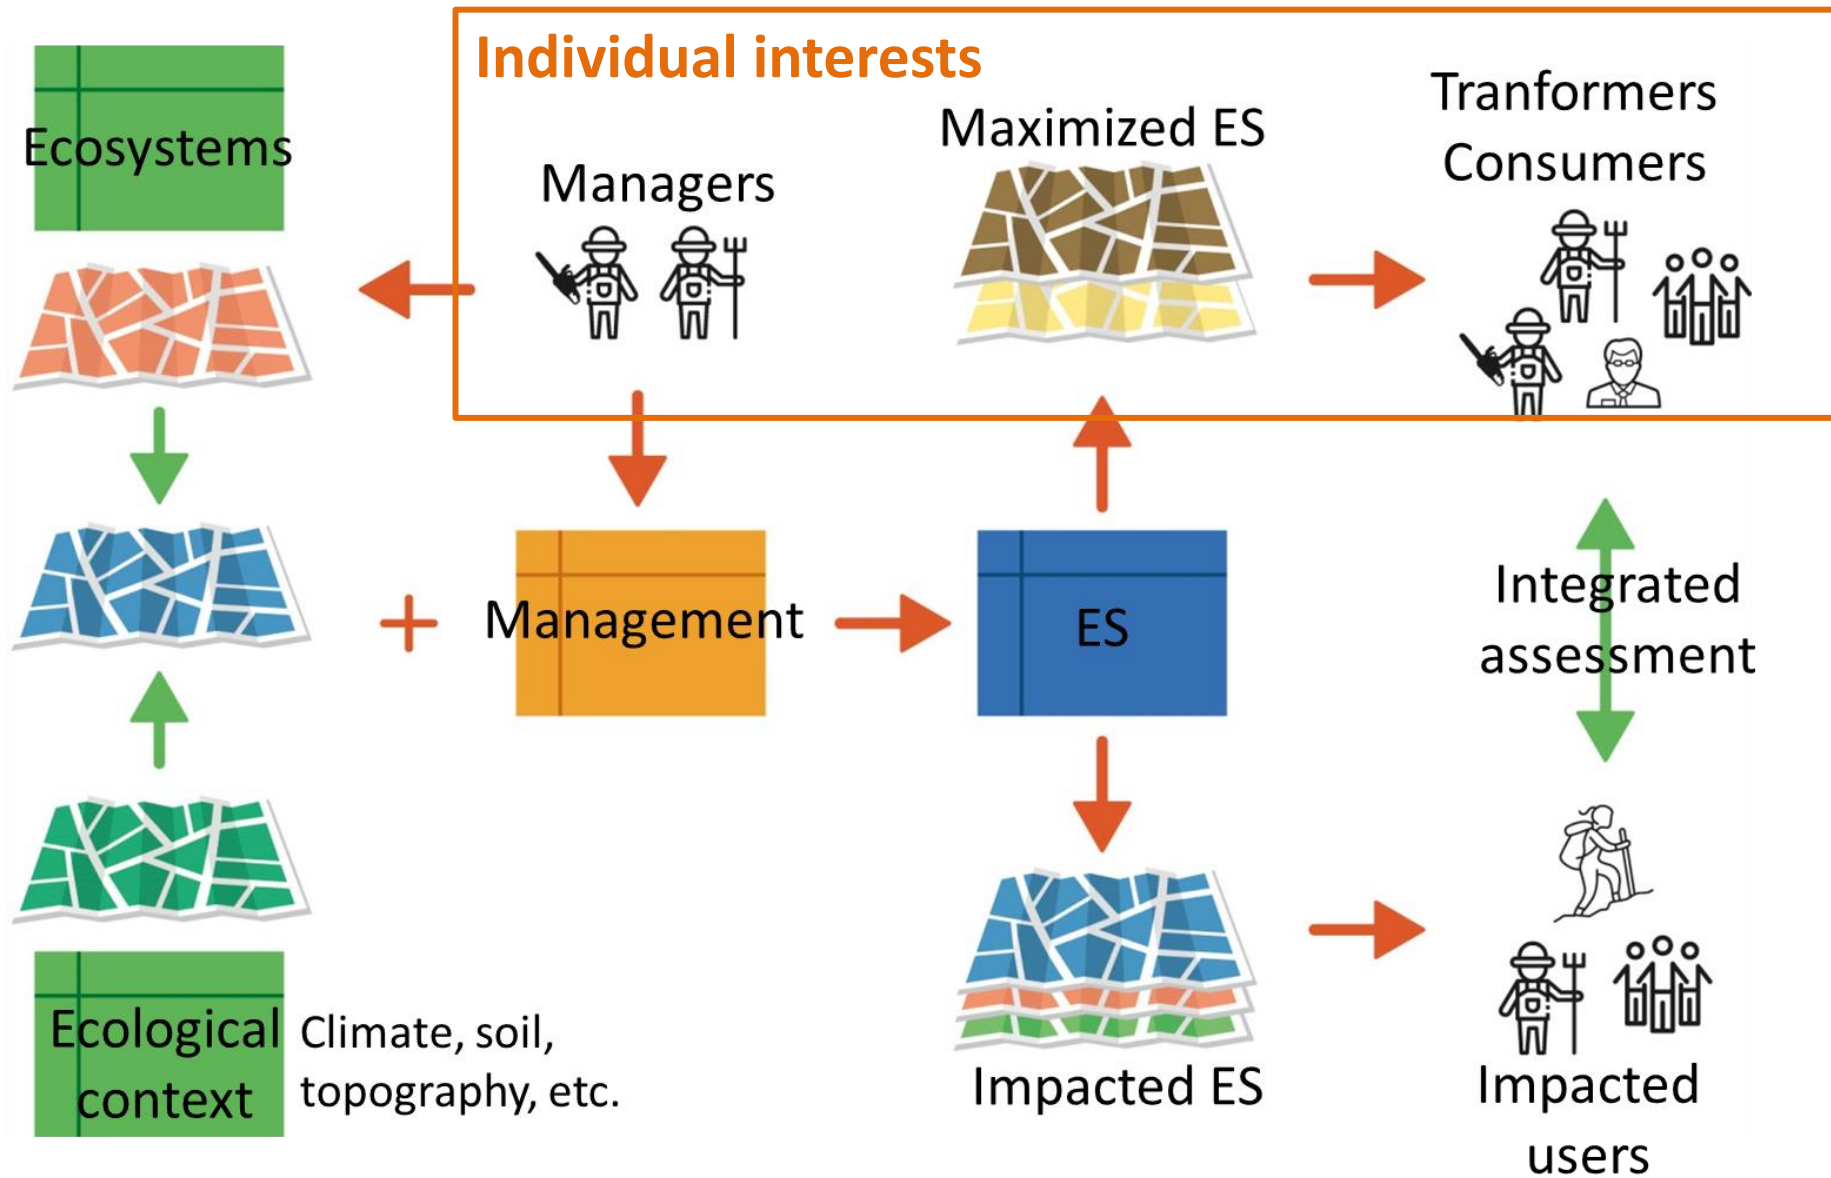 Individual interests
Ecosystems
Managers
Maximized ES
Tranformers
Consumers
Management
ES
Integrated
assessment
Ecological
context
Climate, soil,
topography, etc.
Impacted ES
Impacted
users